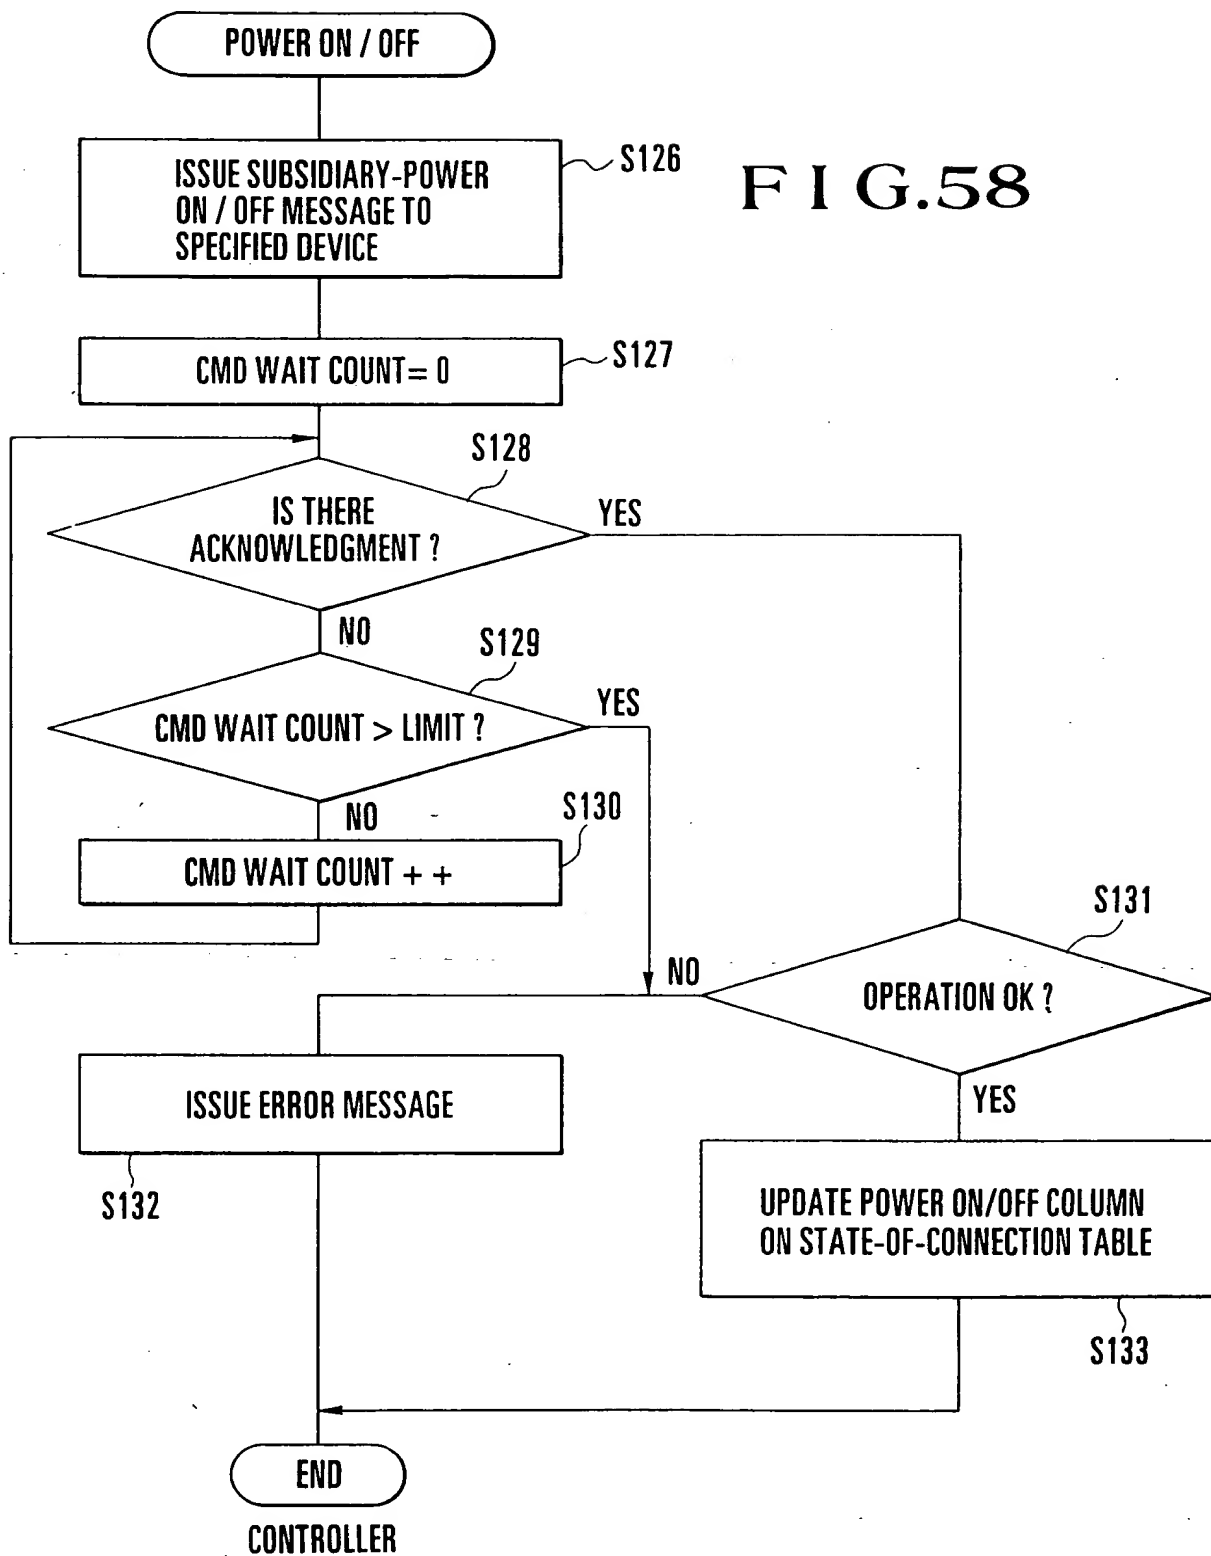 POWER ON / OFF
ISSUE SUBSIDIARY-POWER
ON / OFF MESSAGE TO
SPECIFIED DEVICE
S126
F I G.58
CMD WAIT COUNT= 0
S127
S128
IS THERE
ACKNOWLEDGMENT ?
YES
NO
S129
CMD WAIT COUNT > LIMIT ?
YES
NO
S130
CMD WAIT COUNT + +
S131
NO
OPERATION OK ?
YES
ISSUE ERROR MESSAGE
S132
UPDATE POWER ON/OFF COLUMN
ON STATE-OF-CONNECTION TABLE
S133
END
CONTROLLER